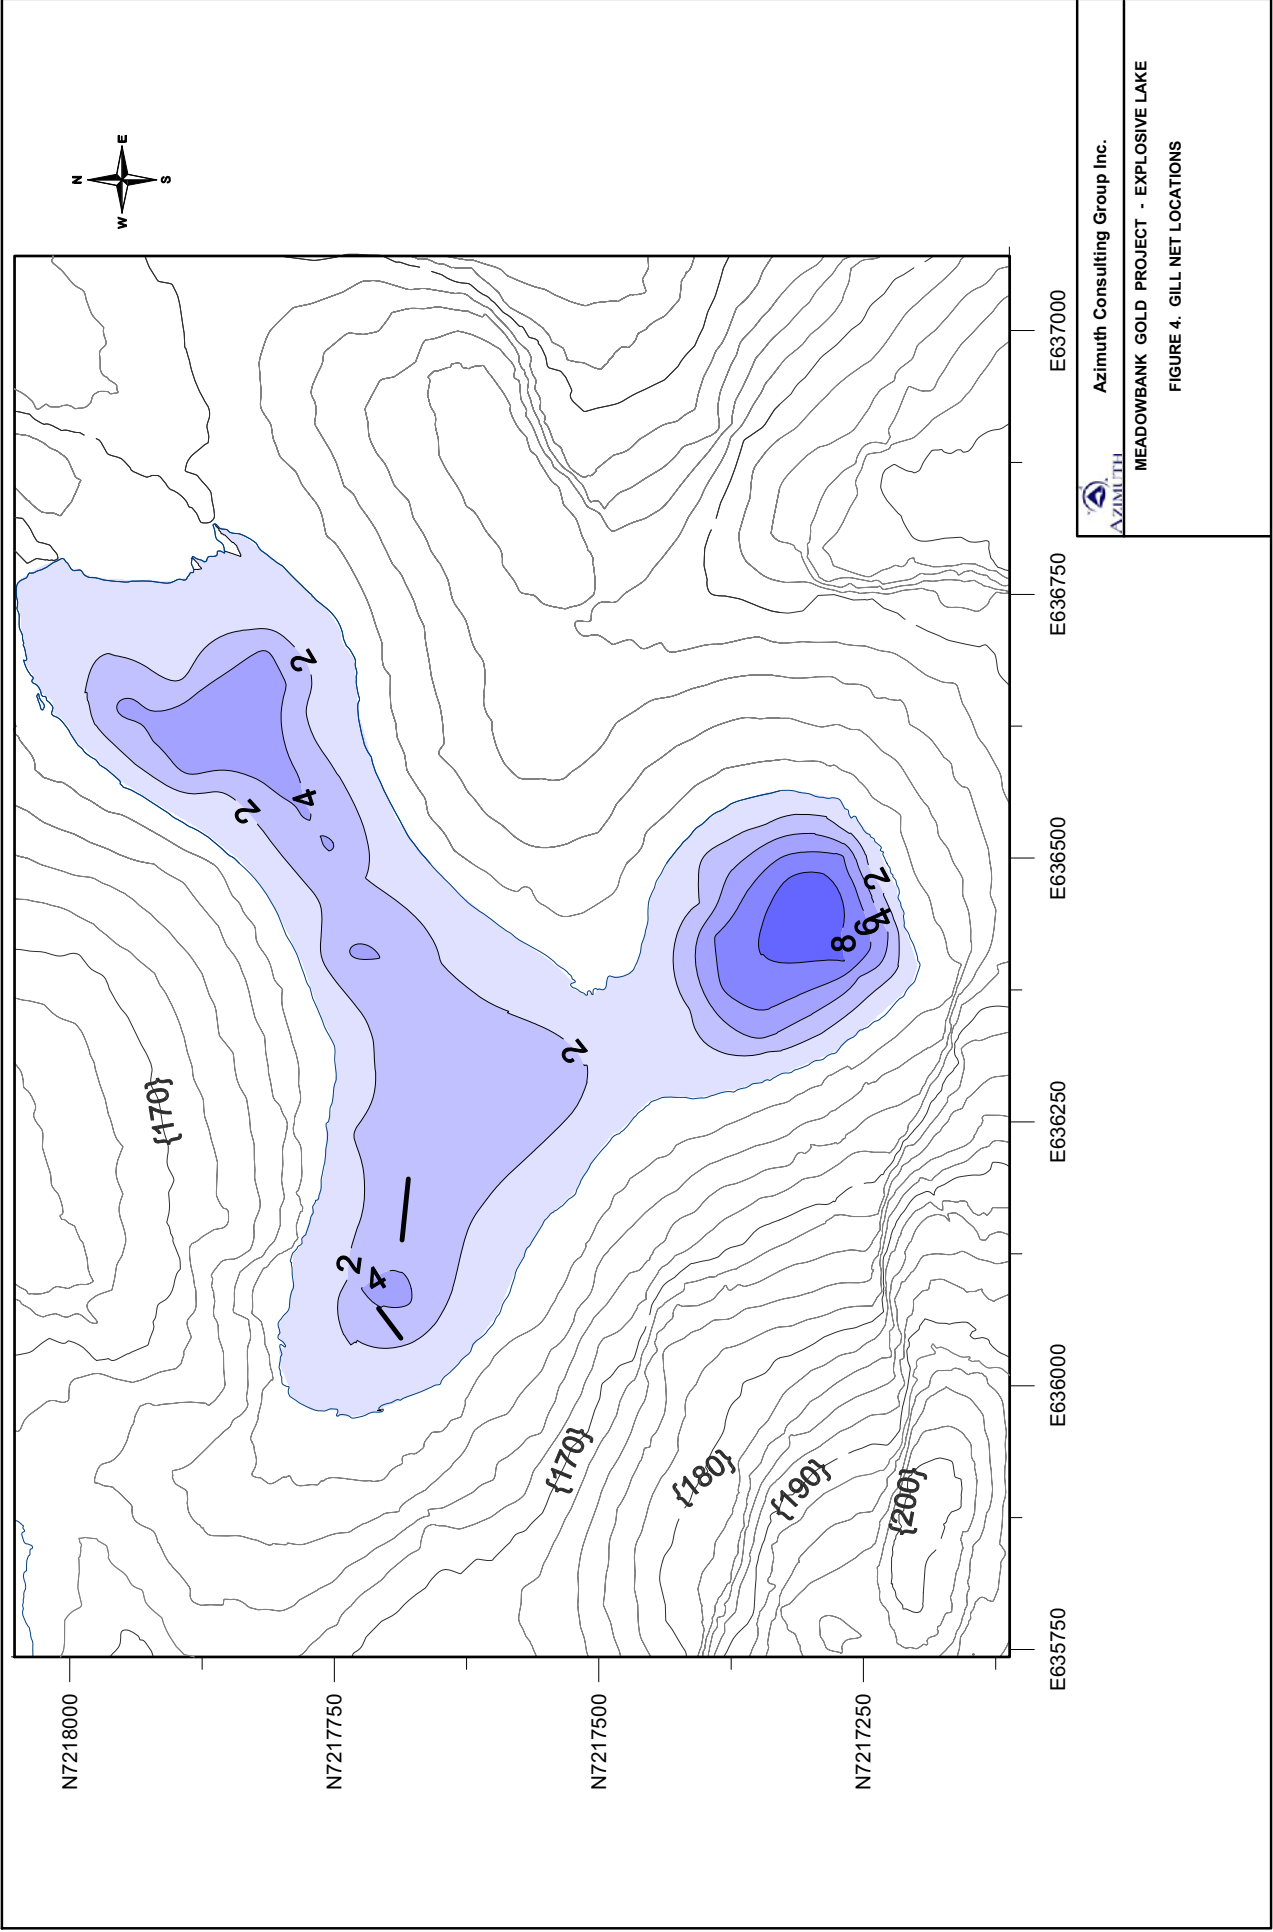 N
W
E
S
{170}
2
2
4
2
2
4
2
4
6
8
{170}
{180}
{190}
{200}
N7218000
N7217750
N7217500
N7217250
E635750
E636000
E636250
E636500
E636750
E637000
AZIMUTH
Azimuth Consulting Group Inc.
MEADOWBANK GOLD PROJECT - EXPLOSIVE LAKE
FIGURE 4. GILL NET LOCATIONS